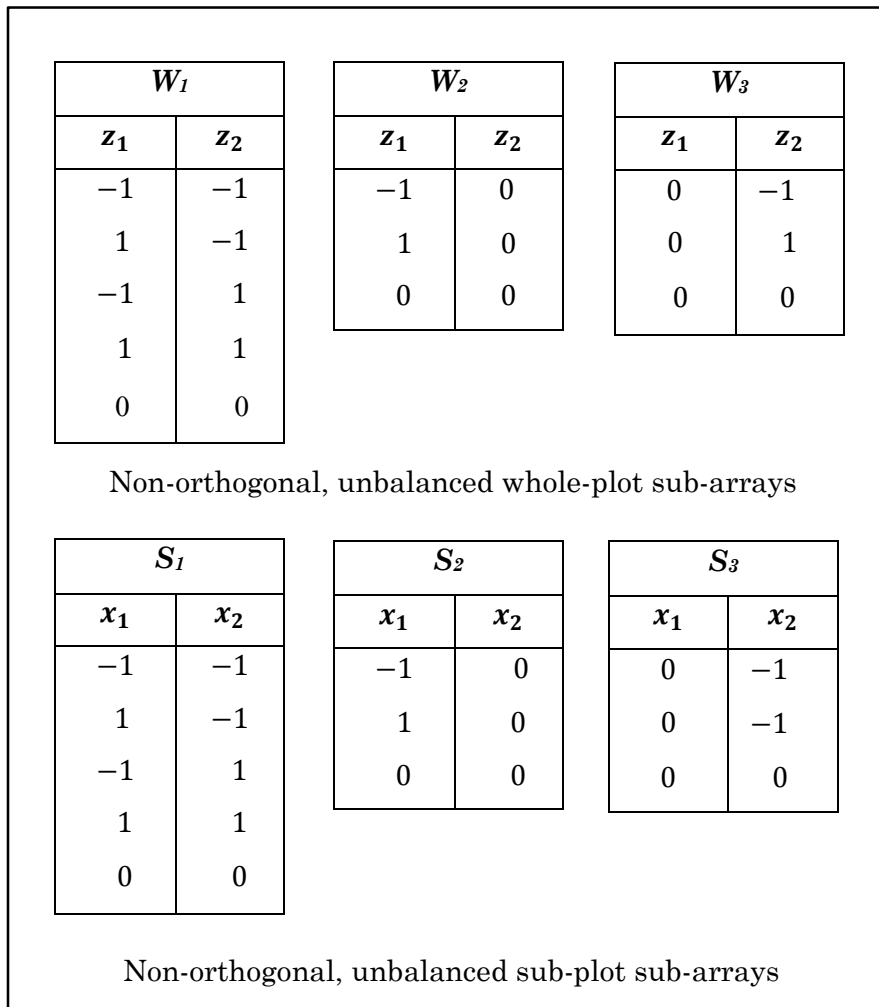 W1 W2 W3
z1 z2 z1 z2 z1 z2
−1 −1 −1 0 0 −1
1 −1 1 0 0 1
−1 1 0 0 0 0
1 1
0 0
Non-orthogonal, unbalanced whole-plot sub-arrays
S1 S2 S3
x1 x2 x1 x2 x1 x2
−1 −1 −1 0 0 −1
1 −1 1 0 0 −1
−1 1 0 0 0 0
1 1
0 0
Non-orthogonal, unbalanced sub-plot sub-arrays